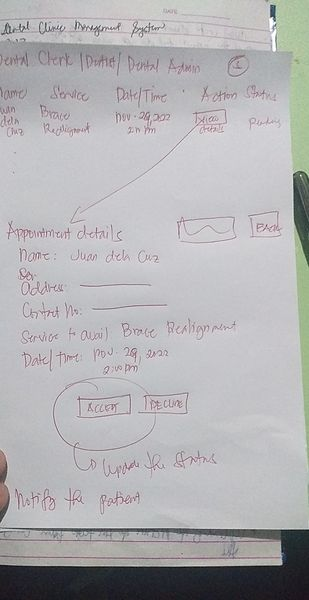 Dental Clinic Management System
Dental Clerk / Dentist / Dental Admin 1
Name Service Date/Time Action Status
Juan dela Cruz Brace Realignment Nov. 29, 2022 2:00 pm View details Pending
Appointment details
BACK
Name: Juan dela Cruz
Address:
Contact No:
Service to avail Brace Realignment
Date/Time: Nov. 29, 2022
2:00 pm
ACCEPT DECLINE
Update the status
Notify the patient